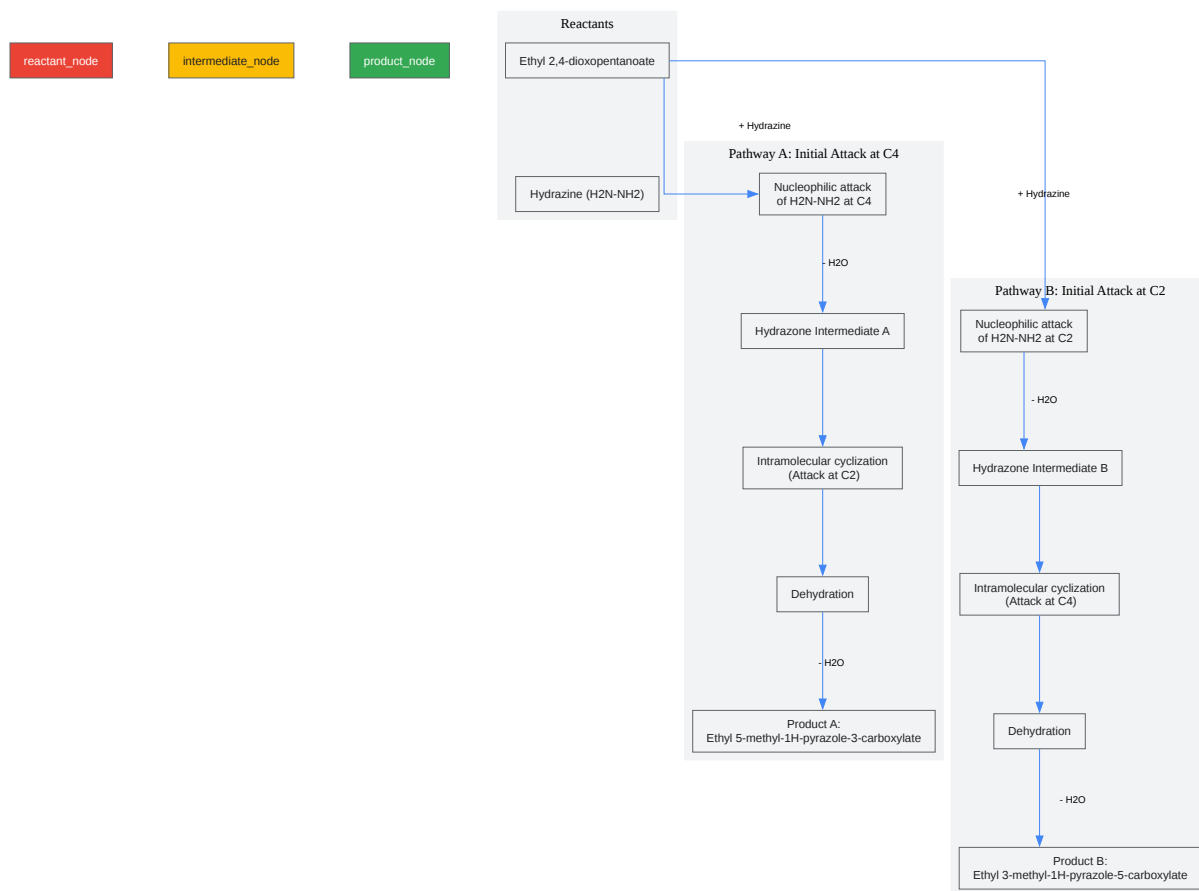 Reactants
reactant_node
intermediate_node
product_node
Ethyl 2,4-dioxopentanoate
+ Hydrazine
Hydrazine (H2N-NH2)
Pathway A: Initial Attack at C4
Nucleophilic attack
of H2N-NH2 at C4
- H2O
Hydrazone Intermediate A
Intramolecular cyclization
(Attack at C2)
Dehydration
- H2O
Product A:
Ethyl 5-methyl-1H-pyrazole-3-carboxylate
+ Hydrazine
Pathway B: Initial Attack at C2
Nucleophilic attack
of H2N-NH2 at C2
- H2O
Hydrazone Intermediate B
Intramolecular cyclization
(Attack at C4)
Dehydration
- H2O
Product B:
Ethyl 3-methyl-1H-pyrazole-5-carboxylate